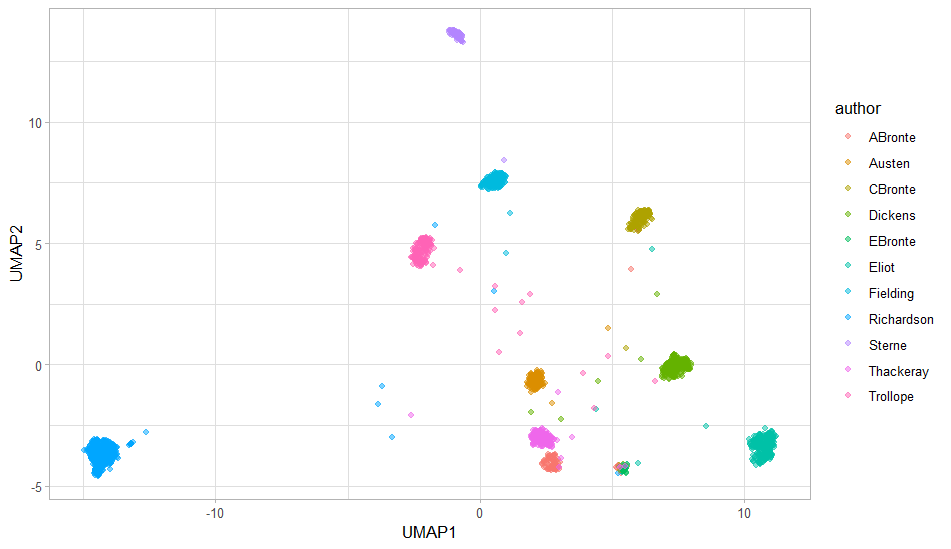 10
5
0
-5
UMAP2
-10
0
10
UMAP1
author
ABronte
Austen
CBronte
Dickens
EBronte
Eliot
Fielding
Richardson
Sterne
Thackeray
Trollope